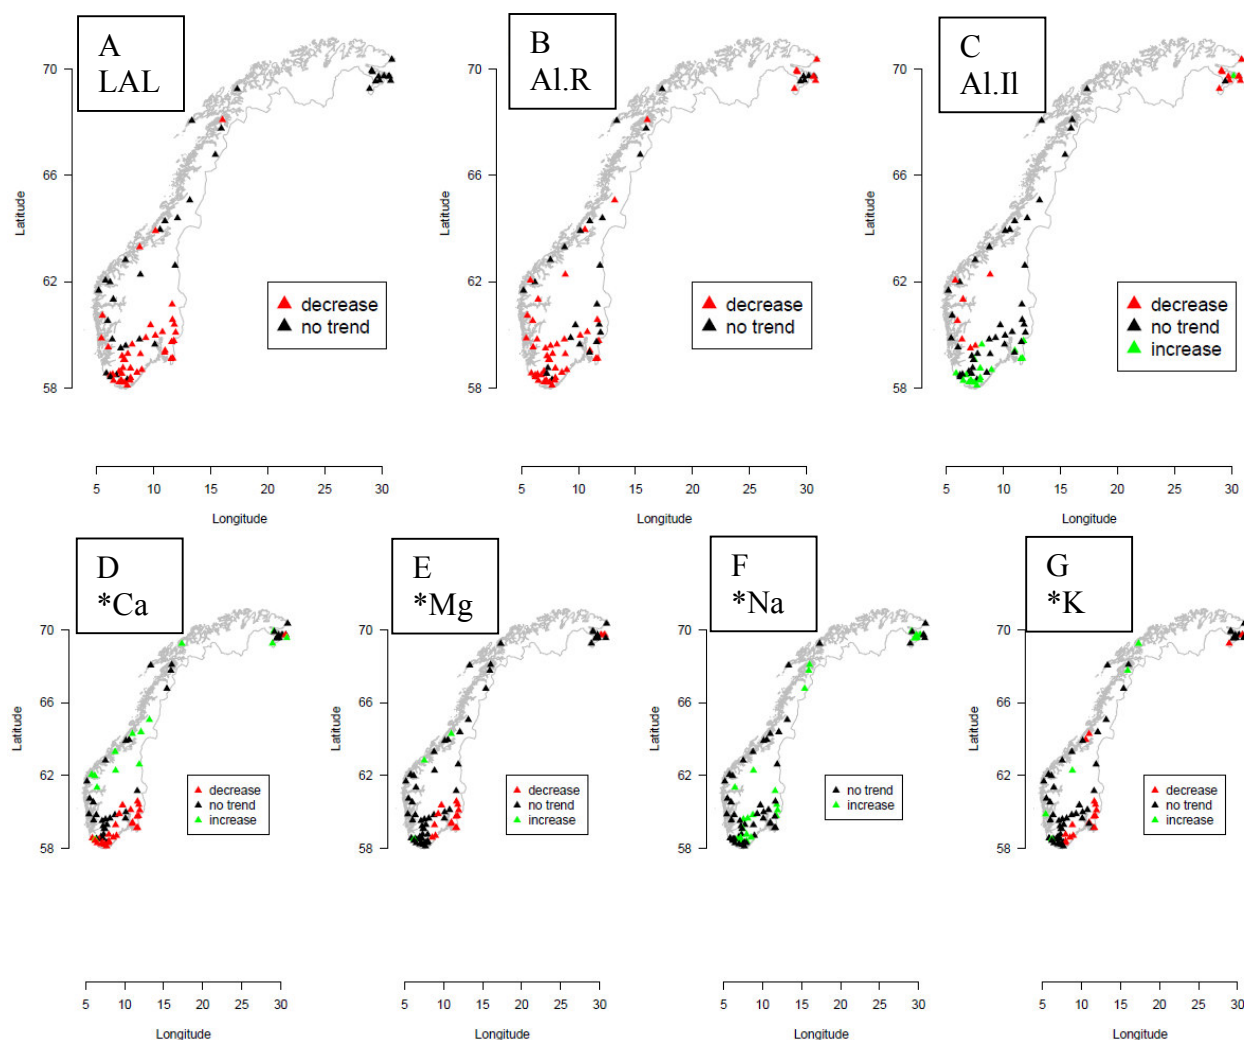 A
LAL
70
66
62
58
Latitude
decrease
no trend
5 10 15 20 25 30
Longitude
B
Al.R
70
66
62
58
Latitude
decrease
no trend
5 10 15 20 25 30
Longitude
C
Al.Il
70
66
62
58
Latitude
decrease
no trend
increase
5 10 15 20 25 30
Longitude
D
*Ca
70
66
62
58
Latitude
decrease
no trend
increase
5 10 15 20 25 30
Longitude
E
*Mg
70
66
62
58
Latitude
decrease
no trend
increase
5 10 15 20 25 30
Longitude
F
*Na
70
66
62
58
Latitude
no trend
increase
5 10 15 20 25 30
Longitude
G
*K
70
66
62
58
Latitude
decrease
no trend
increase
5 10 15 20 25 30
Longitude